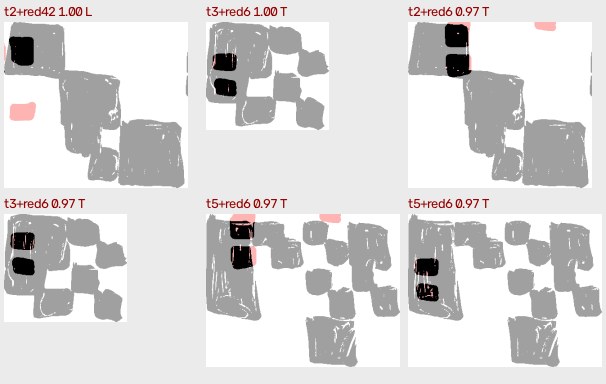 t2+red42 1.00 L
t3+red6 1.00 T
t2+red6 0.97 T
t3+red6 0.97 T
t5+red6 0.97 T
t5+red6 0.97 T